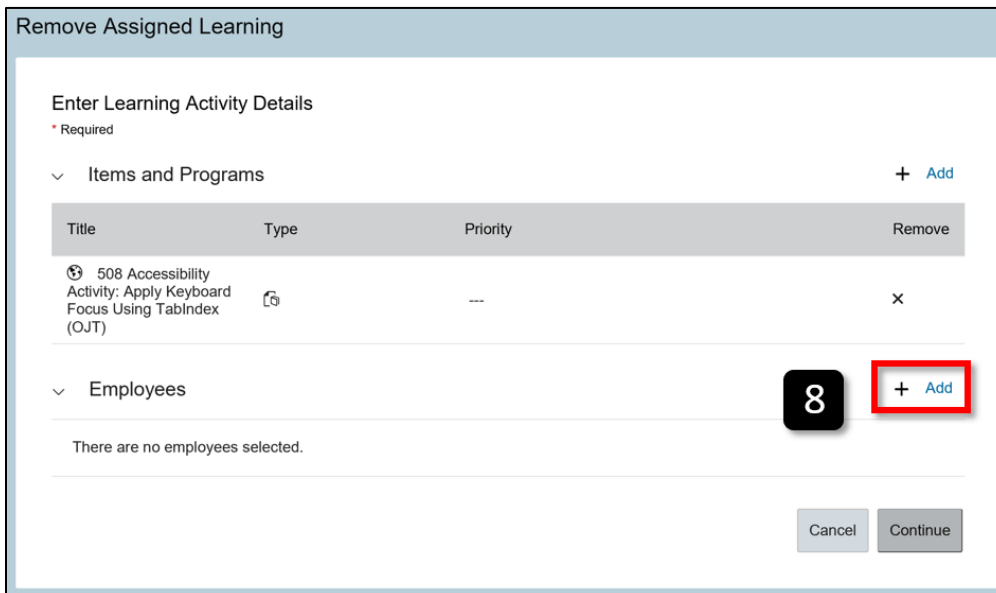 Remove Assigned Learning
Enter Learning Activity Details
* Required
Items and Programs
+ Add
Title Type Priority Remove
508 Accessibility
Activity: Apply Keyboard
Focus Using TabIndex
(OJT)
---
Employees
8
+ Add
There are no employees selected.
Cancel Continue